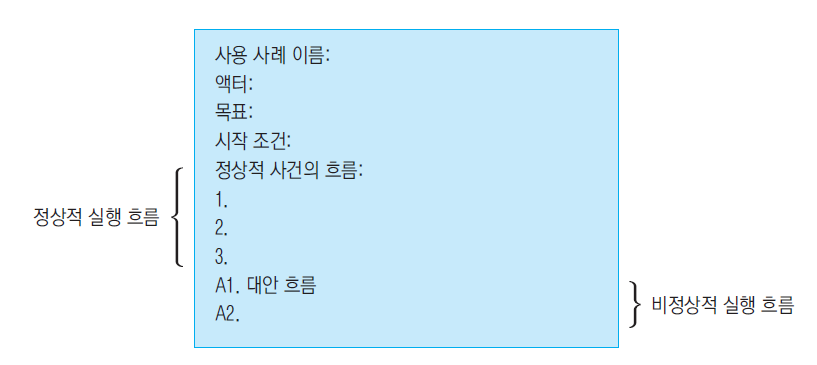 사용 사례 이름:
액터:
목표:
시작 조건:
정상적 사건의 흐름:
1.
2.
3.
A1. 대안 흐름
A2.
정상적 실행 흐름
비정상적 실행 흐름